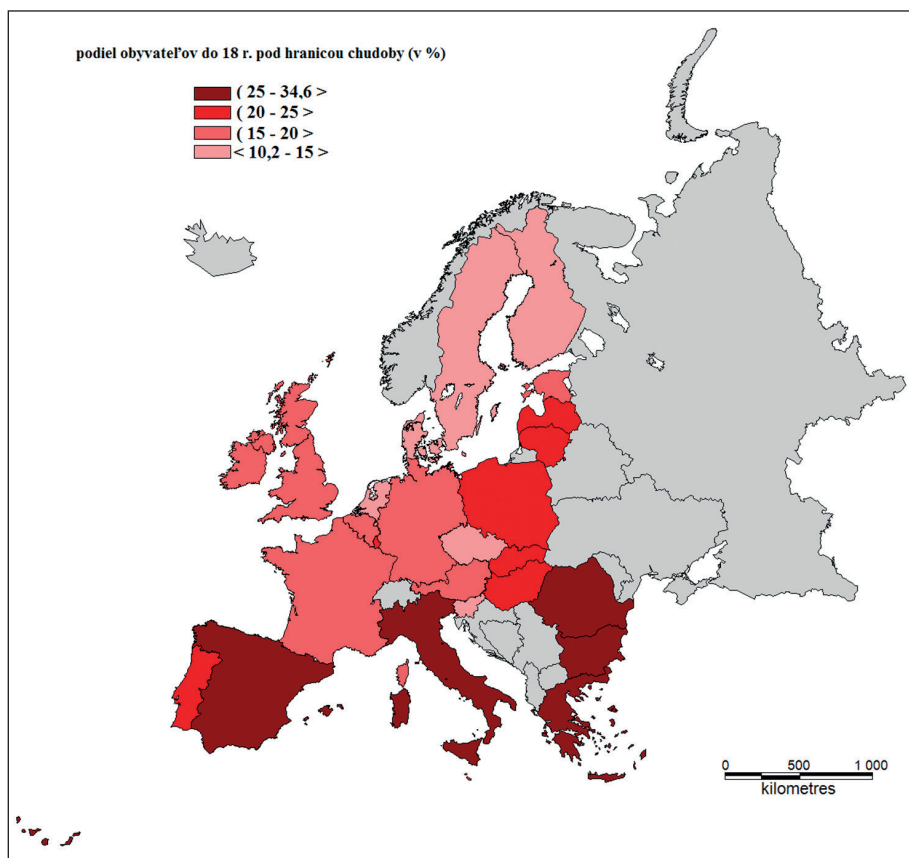 podiel obyvateľov do 18 r. pod hranicou chudoby (v %)
( 25 - 34,6 >
( 20 - 25 >
( 15 - 20 >
< 10,2 - 15 >
0 500 1 000
kilometres